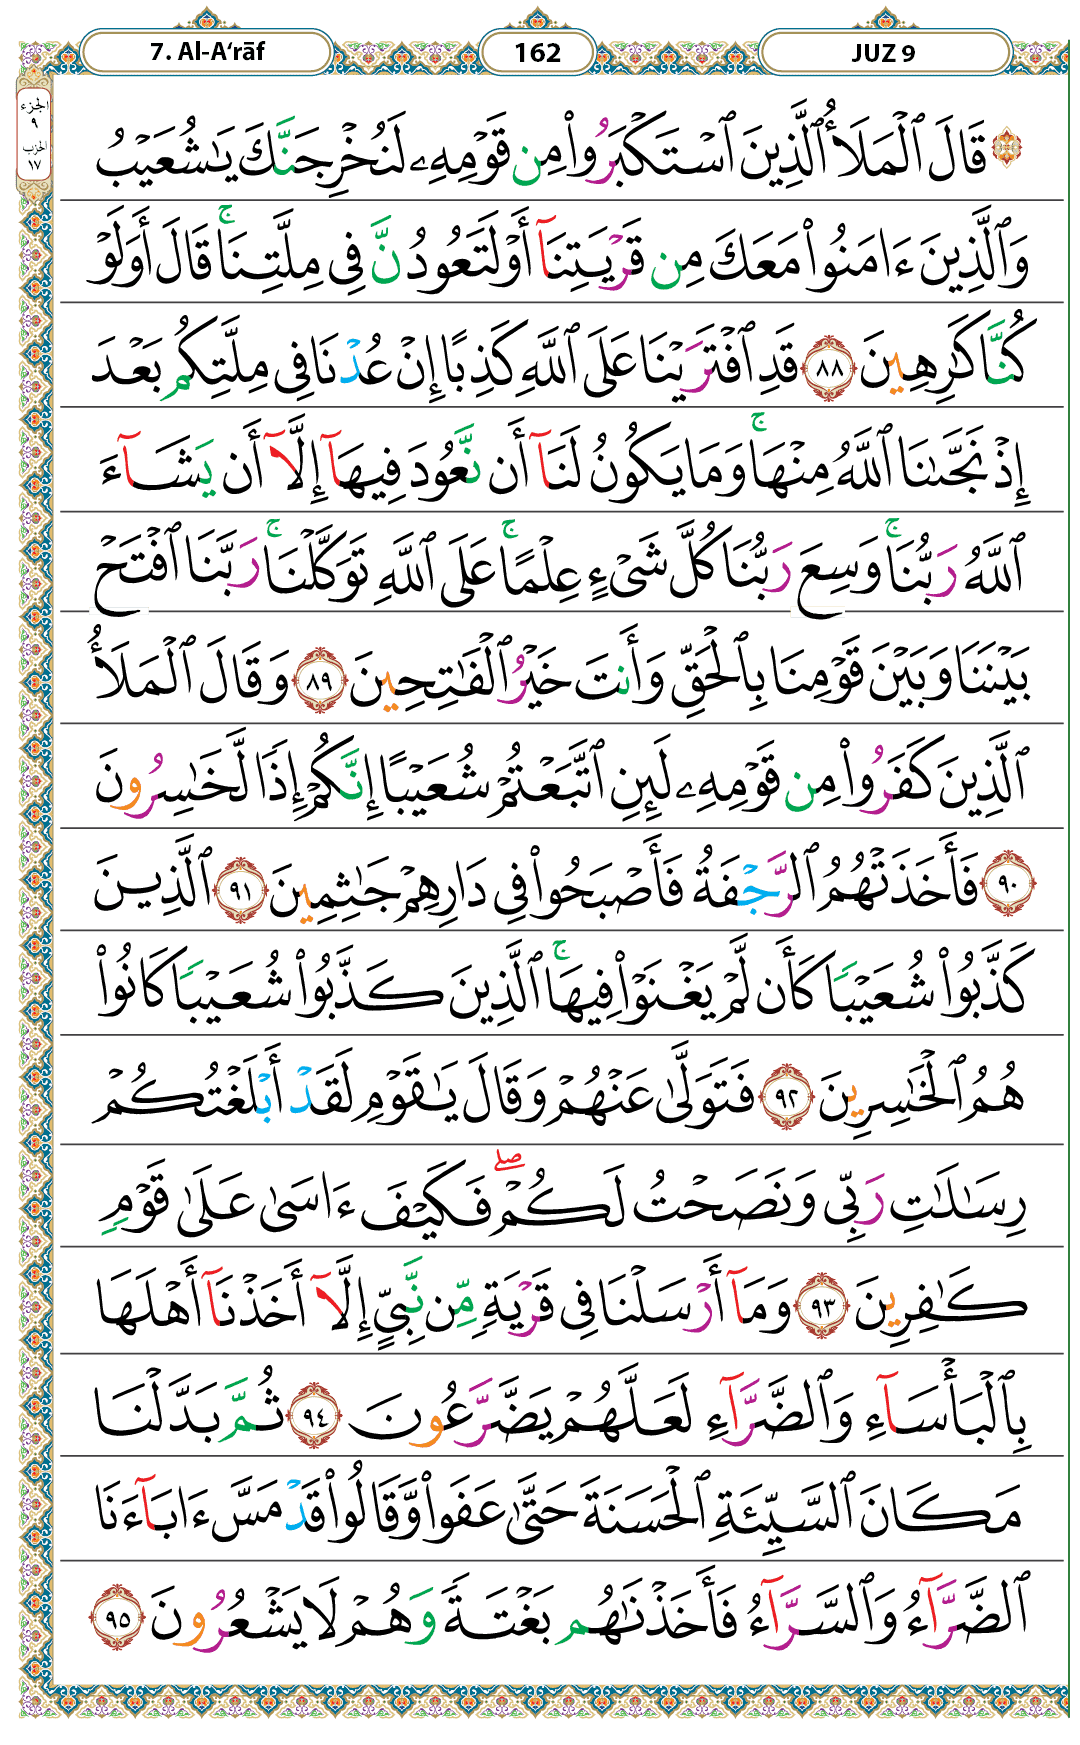 7. Al-A‘rāf
162
JUZ 9
الجزء
٩
الحزب
١٧
۞ قَالَ ٱلْمَلَأُ ٱلَّذِينَ ٱسْتَكْبَرُوا۟ مِن قَوْمِهِۦ لَنُخْرِجَنَّكَ يَـٰشُعَيْبُ
وَٱلَّذِينَ ءَامَنُوا۟ مَعَكَ مِن قَرْيَتِنَآ أَوْ لَتَعُودُنَّ فِى مِلَّتِنَا ۚ قَالَ أَوَلَوْ
كُنَّا كَـٰرِهِينَ ٨٨ قَدِ ٱفْتَرَيْنَا عَلَى ٱللَّهِ كَذِبًا إِنْ عُدْنَا فِى مِلَّتِكُم بَعْدَ
إِذْ نَجَّىٰنَا ٱللَّهُ مِنْهَا ۚ وَمَا يَكُونُ لَنَآ أَن نَّعُودَ فِيهَآ إِلَّآ أَن يَشَآءَ
ٱللَّهُ رَبُّنَا ۚ وَسِعَ رَبُّنَا كُلَّ شَىْءٍ عِلْمًا ۚ عَلَى ٱللَّهِ تَوَكَّلْنَا ۚ رَبَّنَا ٱفْتَحْ
بَيْنَنَا وَبَيْنَ قَوْمِنَا بِٱلْحَقِّ وَأَنتَ خَيْرُ ٱلْفَـٰتِحِينَ ٨٩ وَقَالَ ٱلْمَلَأُ
ٱلَّذِينَ كَفَرُوا۟ مِن قَوْمِهِۦ لَئِنِ ٱتَّبَعْتُمْ شُعَيْبًا إِنَّكُمْ إِذًا لَّخَـٰسِرُونَ
٩٠ فَأَخَذَتْهُمُ ٱلرَّجْفَةُ فَأَصْبَحُوا۟ فِى دَارِهِمْ جَـٰثِمِينَ ٩١ ٱلَّذِينَ
كَذَّبُوا۟ شُعَيْبًا كَأَن لَّمْ يَغْنَوْا۟ فِيهَا ۚ ٱلَّذِينَ كَذَّبُوا۟ شُعَيْبًا كَانُوا۟
هُمُ ٱلْخَـٰسِرِينَ ٩٢ فَتَوَلَّىٰ عَنْهُمْ وَقَالَ يَـٰقَوْمِ لَقَدْ أَبْلَغْتُكُمْ
رِسَـٰلَـٰتِ رَبِّى وَنَصَحْتُ لَكُمْ ۖ فَكَيْفَ ءَاسَىٰ عَلَىٰ قَوْمٍ
كَـٰفِرِينَ ٩٣ وَمَآ أَرْسَلْنَا فِى قَرْيَةٍ مِّن نَّبِىٍّ إِلَّآ أَخَذْنَآ أَهْلَهَا
بِٱلْبَأْسَآءِ وَٱلضَّرَّآءِ لَعَلَّهُمْ يَضَّرَّعُونَ ٩٤ ثُمَّ بَدَّلْنَا
مَكَانَ ٱلسَّيِّئَةِ ٱلْحَسَنَةَ حَتَّىٰ عَفَوا۟ وَّقَالُوا۟ قَدْ مَسَّ ءَابَآءَنَا
ٱلضَّرَّآءُ وَٱلسَّرَّآءُ فَأَخَذْنَـٰهُم بَغْتَةً وَهُمْ لَا يَشْعُرُونَ ٩٥